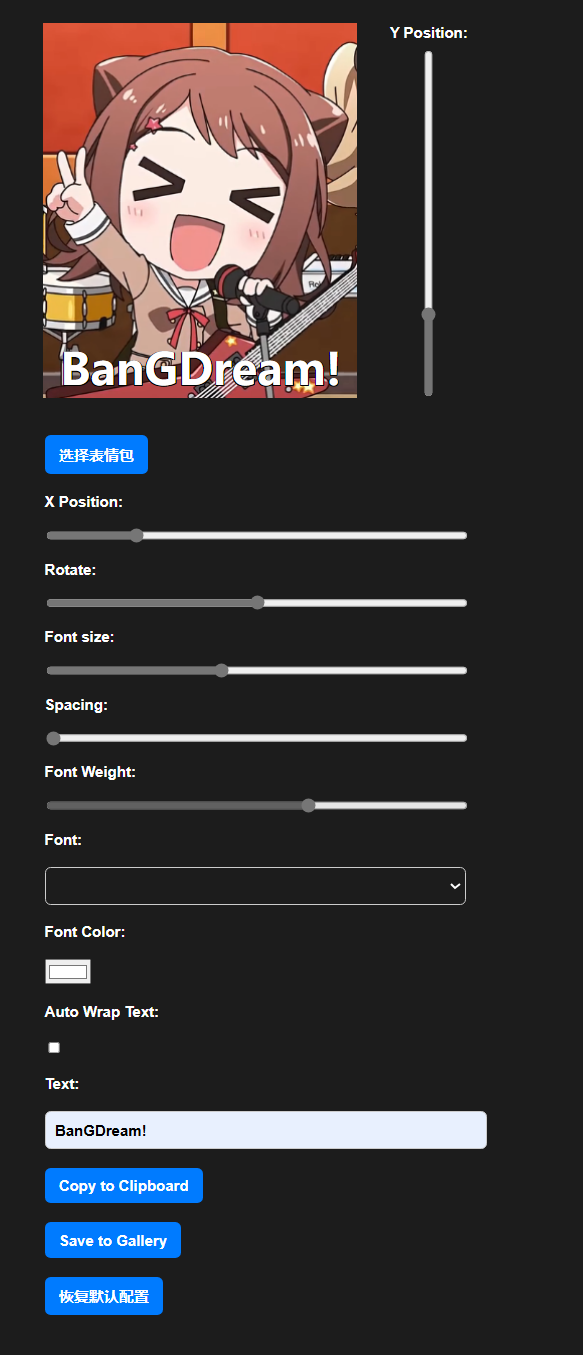 Y Position:
BanGDream!
选择表情包
X Position:
Rotate:
Font size:
Spacing:
Font Weight:
Font:
Font Color:
Auto Wrap Text:
Text:
BanGDream!
Copy to Clipboard
Save to Gallery
恢复默认配置